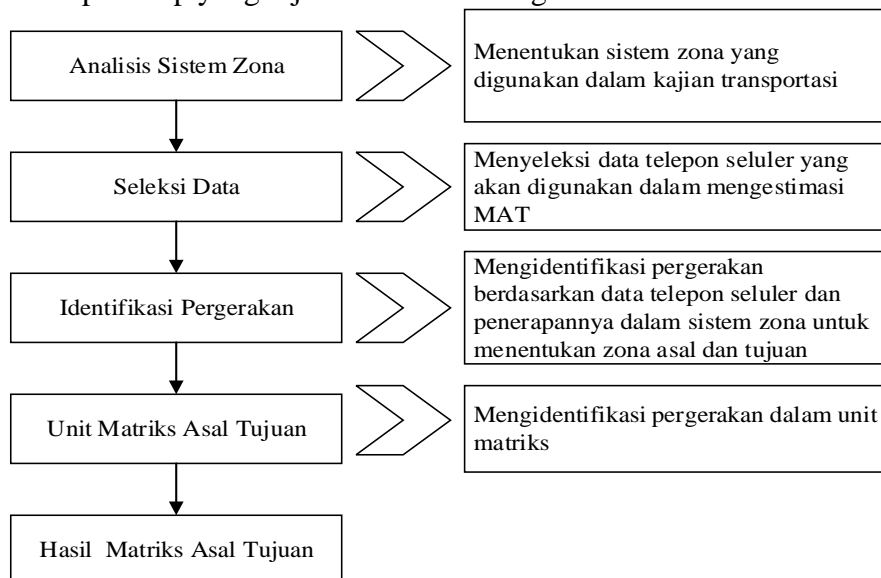 Analisis Sistem Zona
Menentukan sistem zona yang
digunakan dalam kajian transportasi
Seleksi Data
Menyeleksi data telepon seluler yang
akan digunakan dalam mengestimasi
MAT
Identifikasi Pergerakan
Mengidentifikasi pergerakan
berdasarkan data telepon seluler dan
penerapannya dalam sistem zona untuk
menentukan zona asal dan tujuan
Unit Matriks Asal Tujuan
Mengidentifikasi pergerakan dalam unit
matriks
Hasil Matriks Asal Tujuan